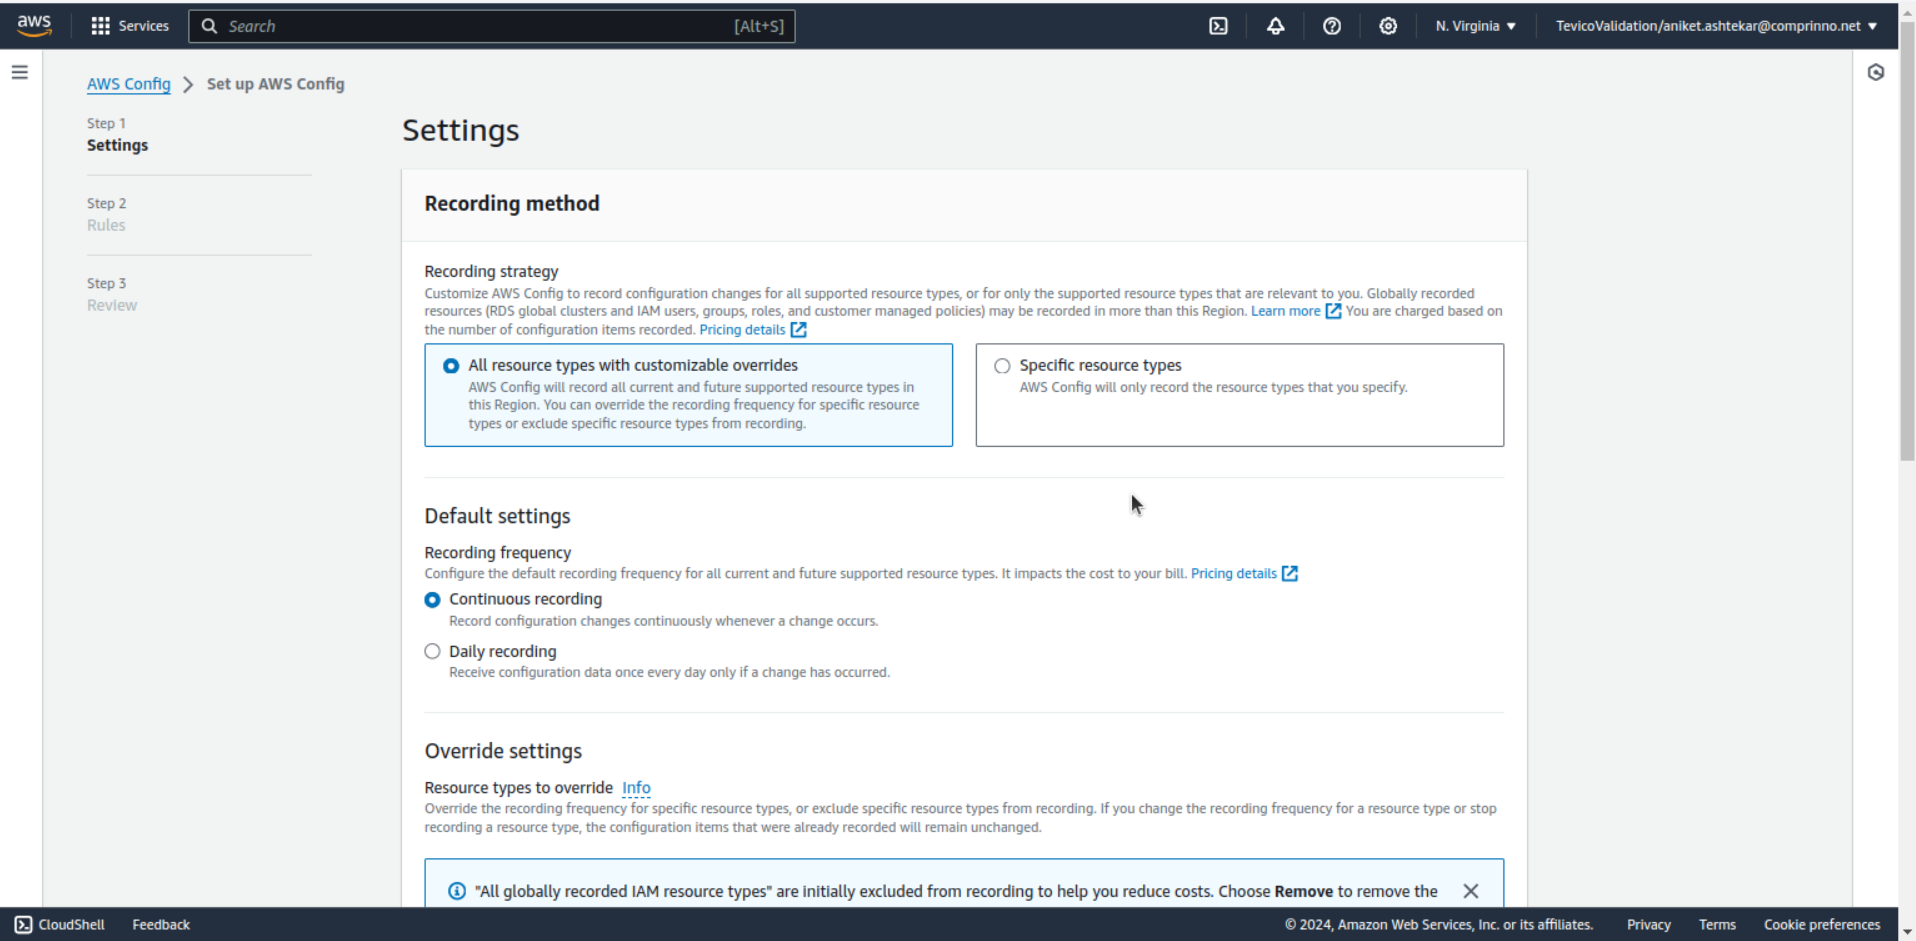 aws
Services
Search
[Alt+S]
N. Virginia
TevicoValidation/aniket.ashtekar@comprinno.net
AWS Config
Set up AWS Config
Step 1
Settings
Step 2
Rules
Step 3
Review
Settings
Recording method
Recording strategy
Customize AWS Config to record configuration changes for all supported resource types, or for only the supported resource types that are relevant to you. Globally recorded
resources (RDS global clusters and IAM users, groups, roles, and customer managed policies) may be recorded in more than this Region. Learn more You are charged based on
the number of configuration items recorded. Pricing details
All resource types with customizable overrides
AWS Config will record all current and future supported resource types in
this Region. You can override the recording frequency for specific resource
types or exclude specific resource types from recording.
Specific resource types
AWS Config will only record the resource types that you specify.
Default settings
Recording frequency
Configure the default recording frequency for all current and future supported resource types. It impacts the cost to your bill. Pricing details
Continuous recording
Record configuration changes continuously whenever a change occurs.
Daily recording
Receive configuration data once every day only if a change has occurred.
Override settings
Resource types to override Info
Override the recording frequency for specific resource types, or exclude specific resource types from recording. If you change the recording frequency for a resource type or stop
recording a resource type, the configuration items that were already recorded will remain unchanged.
"All globally recorded IAM resource types" are initially excluded from recording to help you reduce costs. Choose Remove to remove the
CloudShell
Feedback
© 2024, Amazon Web Services, Inc. or its affiliates.
Privacy
Terms
Cookie preferences